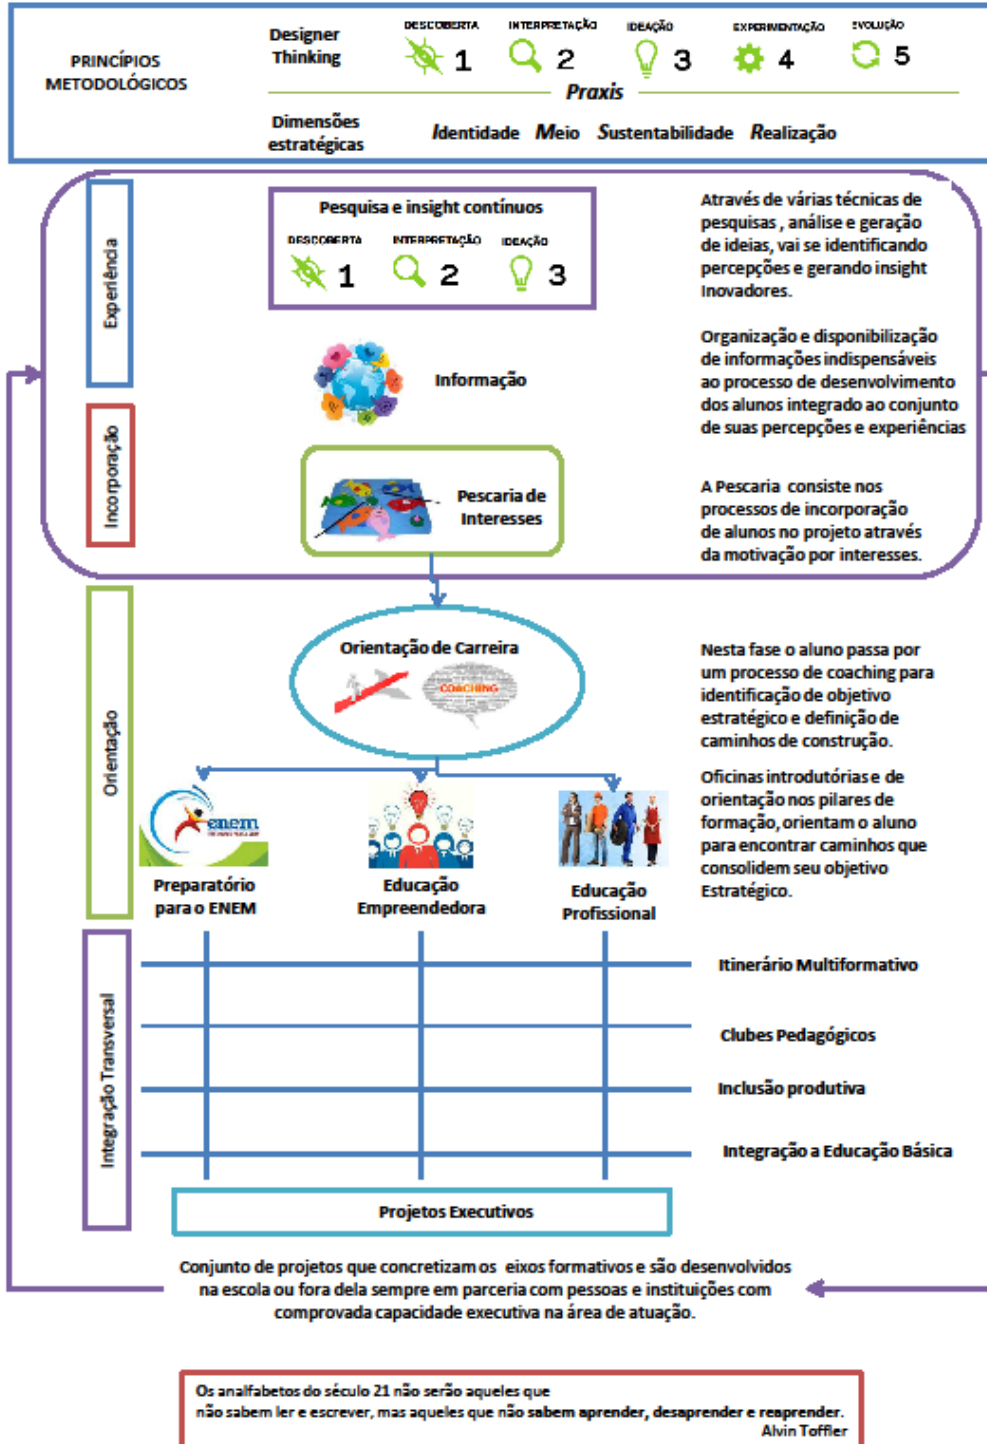 PRINCÍPIOS
METODOLÓGICOS
Designer
Thinking
DESCOBERTA
1
INTERPRETAÇÃO
2
IDEAÇÃO
3
EXPERIMENTAÇÃO
4
EVOLUÇÃO
5
Praxis
Dimensões
estratégicas
Identidade Meio Sustentabilidade Realização
Experiência
Pesquisa e insight contínuos
DESCOBERTA
1
INTERPRETAÇÃO
2
IDEAÇÃO
3
Através de várias técnicas de
pesquisas , análise e geração
de ideias, vai se identificando
percepções e gerando insight
Inovadores.
Informação
Organização e disponibilização
de informações indispensáveis
ao processo de desenvolvimento
dos alunos integrado ao conjunto
de suas percepções e experiências
Incorporação
Pescaria de
Interesses
A Pescaria consiste nos
processos de incorporação
de alunos no projeto através
da motivação por interesses.
Orientação
Orientação de Carreira
COACHING
Nesta fase o aluno passa por
um processo de coaching para
identificação de objetivo
estratégico e definição de
caminhos de construção.
Oficinas introdutórias e de
orientação nos pilares de
formação, orientam o aluno
para encontrar caminhos que
consolidem seu objetivo
Estratégico.
enem
Preparatório
para o ENEM
Educação
Empreendedora
Educação
Profissional
Integração Transversal
Itinerário Multiformativo
Clubes Pedagógicos
Inclusão produtiva
Integração a Educação Básica
Projetos Executivos
Conjunto de projetos que concretizam os eixos formativos e são desenvolvidos
na escola ou fora dela sempre em parceria com pessoas e instituições com
comprovada capacidade executiva na área de atuação.
Os analfabetos do século 21 não serão aqueles que
não sabem ler e escrever, mas aqueles que não sabem aprender, desaprender e reaprender.
Alvin Toffler